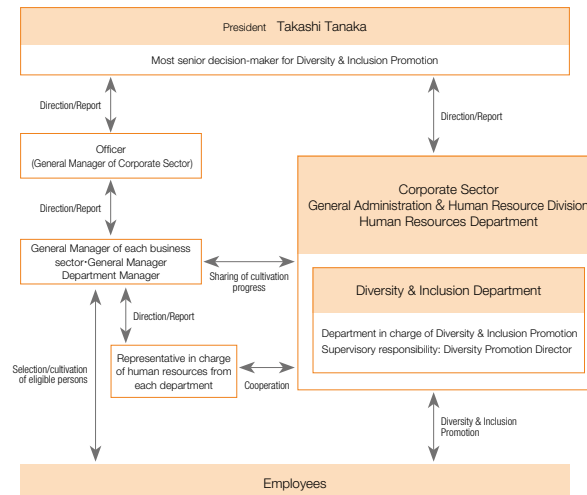 President Takashi Tanaka
Most senior decision-maker for Diversity & Inclusion Promotion
Direction/Report
Direction/Report
Officer
(General Manager of Corporate Sector)
Direction/Report
Corporate Sector
General Administration & Human Resource Division
Human Resources Department
General Manager of each business
sector・General Manager
Department Manager
Sharing of cultivation
progress
Diversity & Inclusion Department
Department in charge of Diversity & Inclusion Promotion
Supervisory responsibility: Diversity Promotion Director
Direction/Report
Selection/cultivation
of eligible persons
Representative in charge
of human resources from
each department
Cooperation
Diversity & Inclusion
Promotion
Employees